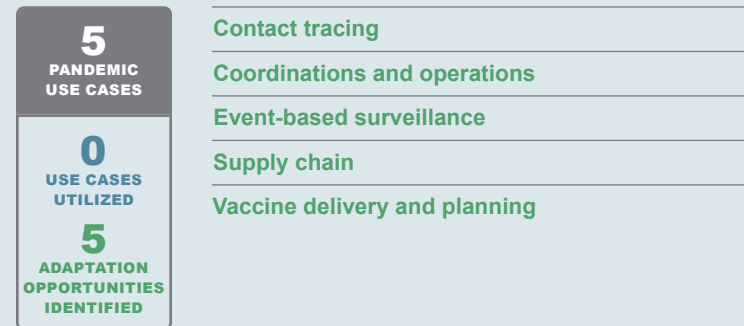 5
PANDEMIC
USE CASES
0
USE CASES
UTILIZED
5
ADAPTATION
OPPORTUNITIES
IDENTIFIED
Contact tracing
Coordinations and operations
Event-based surveillance
Supply chain
Vaccine delivery and planning